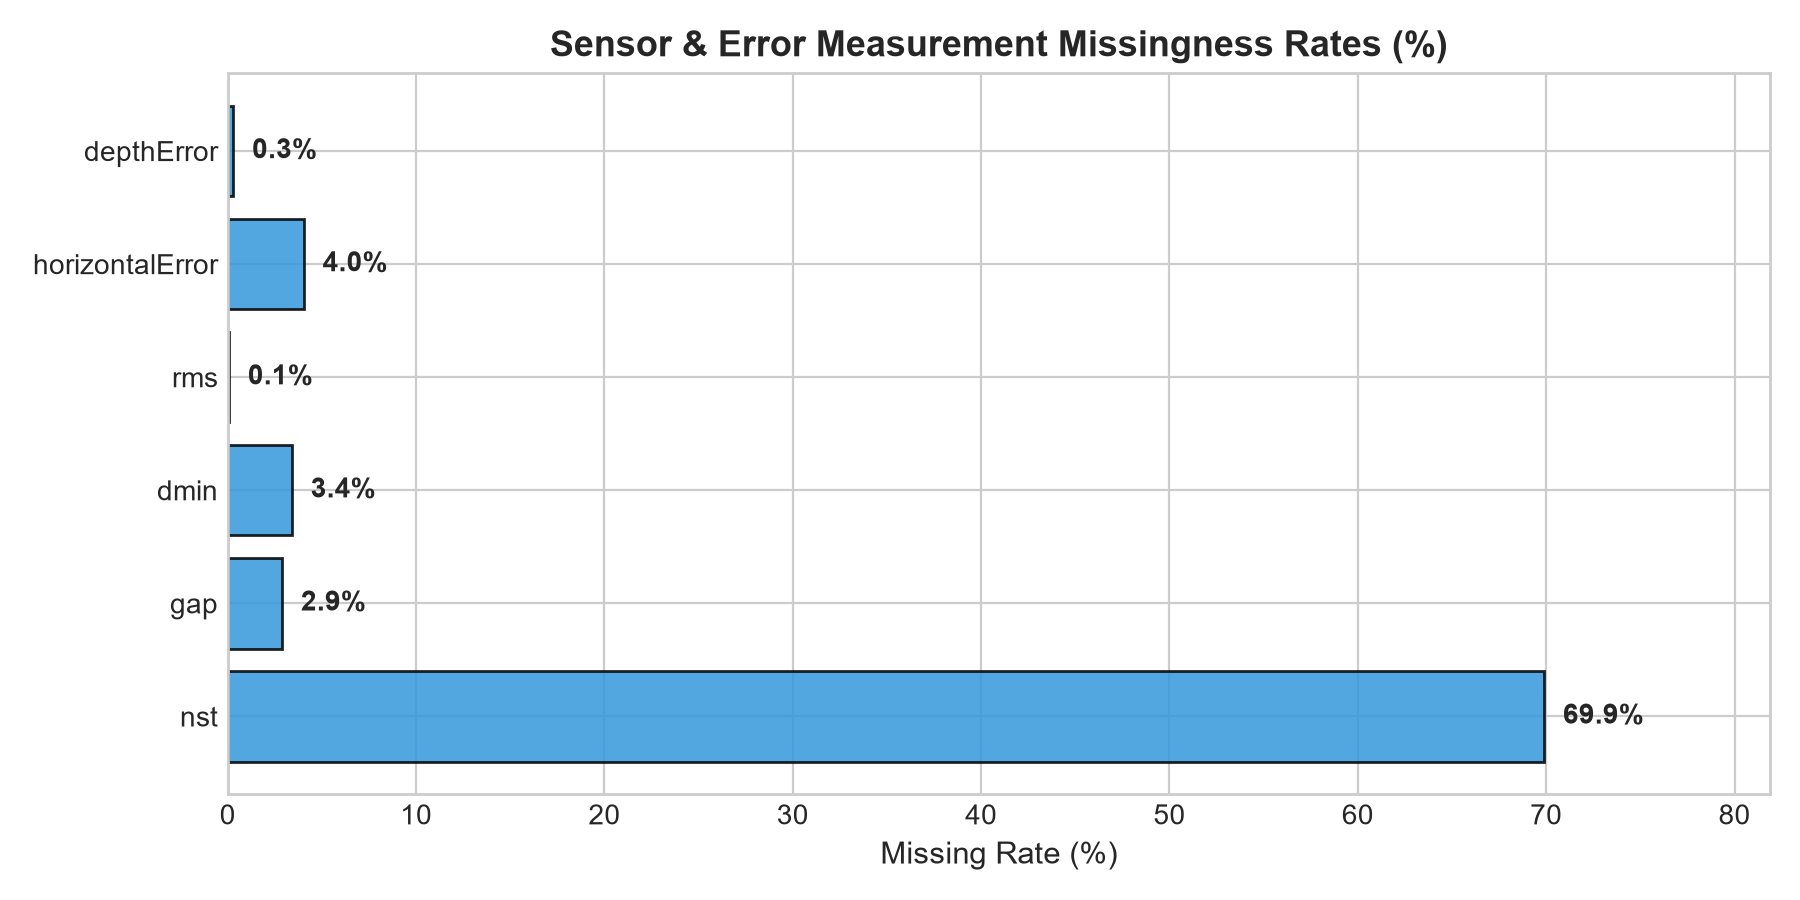 Sensor & Error Measurement Missingness Rates (%)
depthError 0.3%
horizontalError 4.0%
rms 0.1%
dmin 3.4%
gap 2.9%
nst 69.9%
0 10 20 30 40 50 60 70 80
Missing Rate (%)